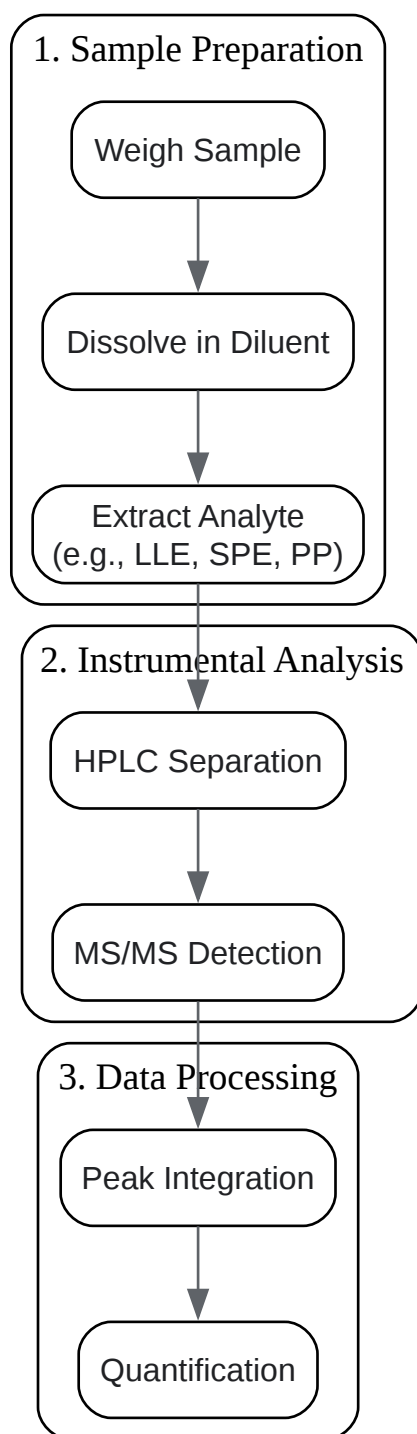 1. Sample Preparation
Weigh Sample
Dissolve in Diluent
Extract Analyte
(e.g., LLE, SPE, PP)
2. Instrumental Analysis
HPLC Separation
MS/MS Detection
3. Data Processing
Peak Integration
Quantification